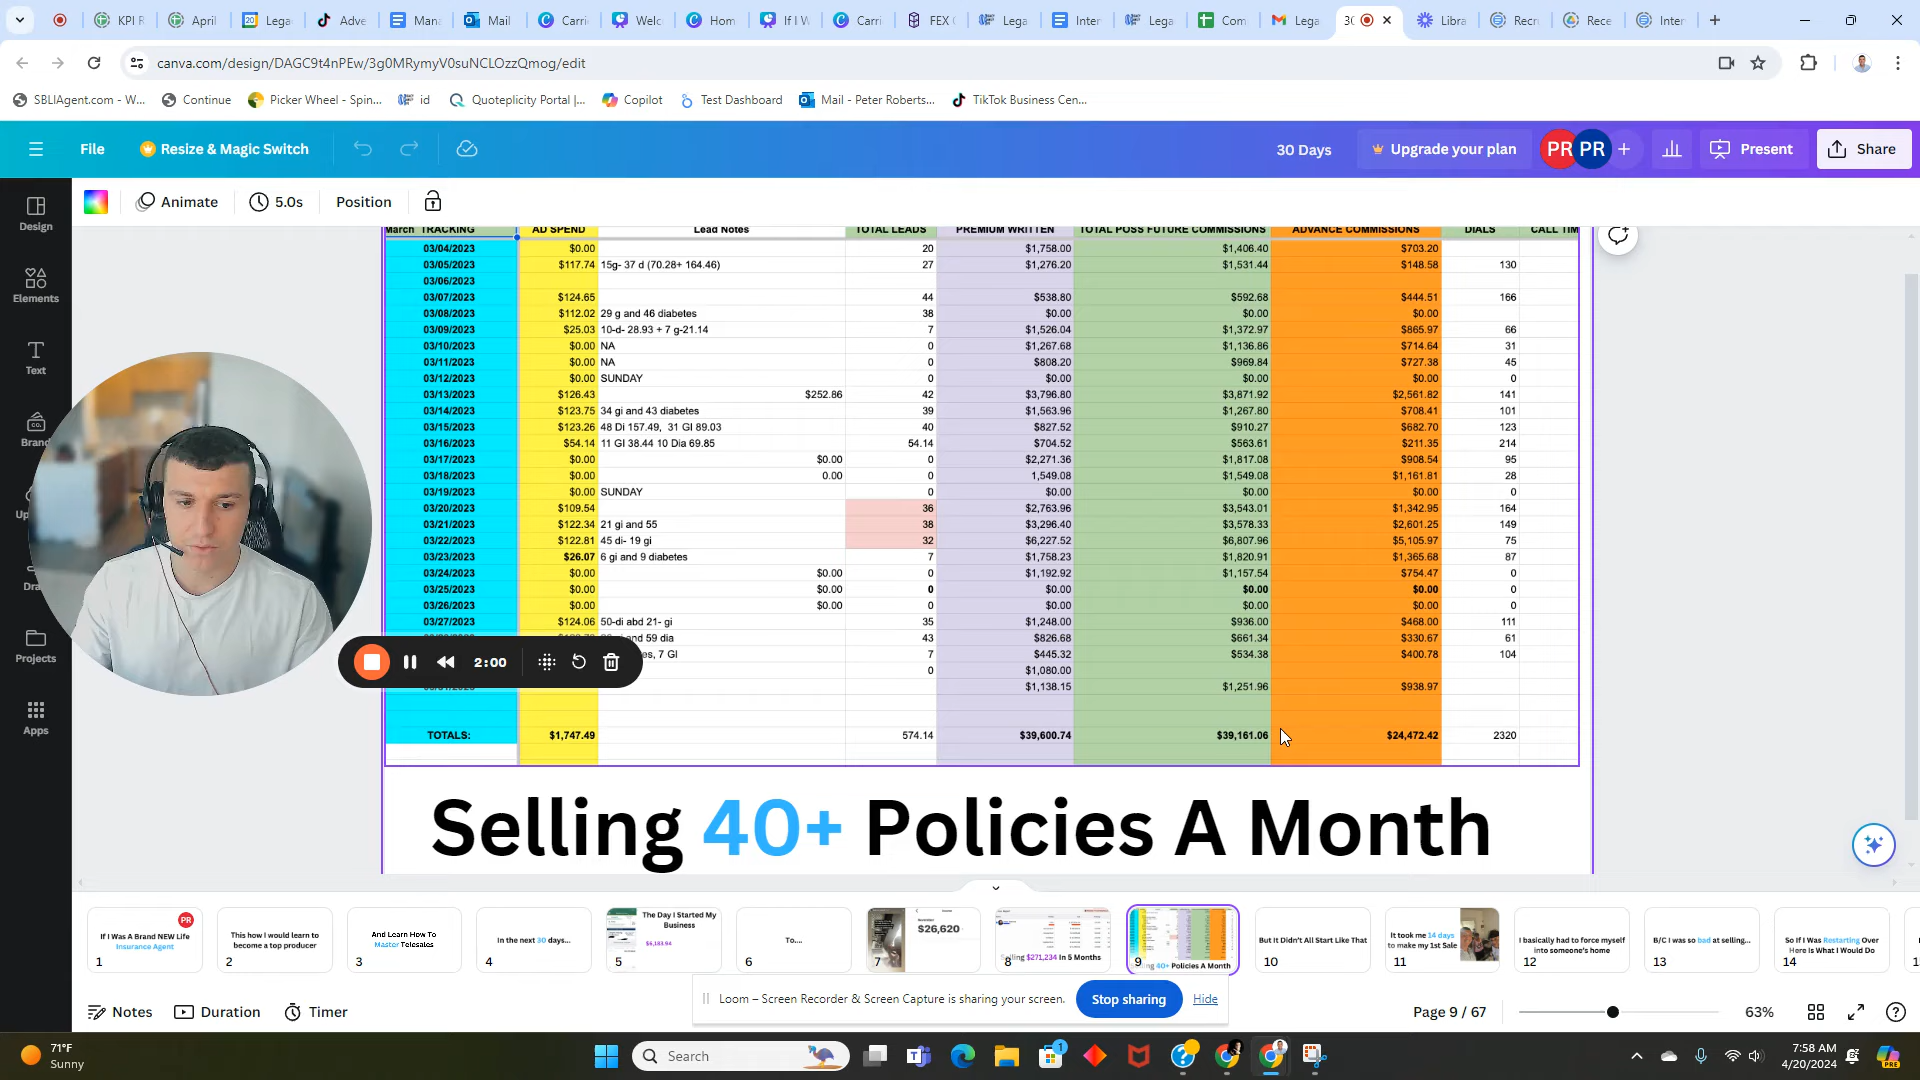 KPI R
April
Lega
Adve
Mana
Mail
Carri
Welc
Hom
If I W
Carri
FEX
Lega
Inter
Lega
Com
Lega
30
Libra
Recr
Rece
Inter
canva.com/design/DAGC9t4nPEw/3g0MRymyV0suNCLOzzQmog/edit
SBLIAgent.com - W...
Continue
Picker Wheel - Spin...
id
Quoteplicity Portal |...
Copilot
Test Dashboard
Mail - Peter Roberts...
TikTok Business Cen...
File
Resize & Magic Switch
30 Days
Upgrade your plan
PR
PR
Present
Share
Animate
5.0s
Position
Design
Elements
Text
Brand
Projects
Apps
March TRACKING AD SPEND Lead Notes TOTAL LEADS PREMIUM WRITTEN TOTAL POSS FUTURE COMMISSIONS ADVANCE COMMISSIONS DIALS CALL TIM
03/04/2023 $0.00 20 $1,758.00 $1,406.40 $703.20
03/05/2023 $117.74 15g- 37 d (70.28+ 164.46) 27 $1,276.20 $1,531.44 $148.58 130
03/06/2023
03/07/2023 $124.65 44 $538.80 $592.68 $444.51 166
03/08/2023 $112.02 29 g and 46 diabetes 38 $0.00 $0.00 $0.00
03/09/2023 $25.03 10-d- 28.93 + 7 g-21.14 7 $1,526.04 $1,372.97 $865.97 66
03/10/2023 $0.00 NA 0 $1,267.68 $1,136.86 $714.64 31
03/11/2023 $0.00 NA 0 $808.20 $969.84 $727.38 45
03/12/2023 $0.00 SUNDAY 0 $0.00 $0.00 $0.00 0
03/13/2023 $126.43 $252.86 42 $3,796.80 $3,871.92 $2,561.82 141
03/14/2023 $123.75 34 gi and 43 diabetes 39 $1,563.96 $1,267.80 $708.41 101
03/15/2023 $123.26 48 Di 157.49, 31 GI 89.03 40 $827.52 $910.27 $682.70 123
03/16/2023 $54.14 11 GI 38.44 10 Dia 69.85 54.14 $704.52 $563.61 $211.35 214
03/17/2023 $0.00 $0.00 0 $2,271.36 $1,817.08 $908.54 95
03/18/2023 $0.00 0.00 0 1,549.08 $1,549.08 $1,161.81 28
03/19/2023 $0.00 SUNDAY 0 $0.00 $0.00 $0.00 0
03/20/2023 $109.54 36 $2,763.96 $3,543.01 $1,342.95 164
03/21/2023 $122.34 21 gi and 55 38 $3,296.40 $3,578.33 $2,601.25 149
03/22/2023 $122.81 45 di- 19 gi 32 $6,227.52 $6,807.96 $5,105.97 75
03/23/2023 $26.07 6 gi and 9 diabetes 7 $1,758.23 $1,820.91 $1,365.68 87
03/24/2023 $0.00 $0.00 0 $1,192.92 $1,157.54 $754.47 0
03/25/2023 $0.00 $0.00 0 $0.00 $0.00 $0.00 0
03/26/2023 $0.00 $0.00 0 $0.00 $0.00 $0.00 0
03/27/2023 $124.06 50-di abd 21- gi 35 $1,248.00 $936.00 $468.00 111
and 59 dia 43 $826.68 $661.34 $330.67 61
es, 7 GI 7 $445.32 $534.38 $400.78 104
0 $1,080.00
$1,138.15 $1,251.96 $938.97
TOTALS: $1,747.49 574.14 $39,600.74 $39,161.06 $24,472.42 2320
2:00
Selling 40+ Policies A Month
If I Was A Brand NEW Life
Insurance Agent
PR
1
This how I would learn to
become a top producer
2
And Learn How To
Master Telesales
3
In the next 30 days...
4
The Day I Started My
Business
$6,183.94
5
To....
6
$26,620
7
Selling $271,234 In 5 Months
8
Selling 40+ Policies A Month
9
But It Didn't All Start Like That
10
It took me 14 days
to make my 1st Sale
11
I basically had to force myself
into someone's home
12
B/C I was so bad at selling...
13
So If I Was Restarting Over
Here is What I Would Do
14
Loom – Screen Recorder & Screen Capture is sharing your screen.
Stop sharing
Hide
Notes
Duration
Timer
Page 9 / 67
63%
71°F
Sunny
Search
1
7:58 AM
4/20/2024